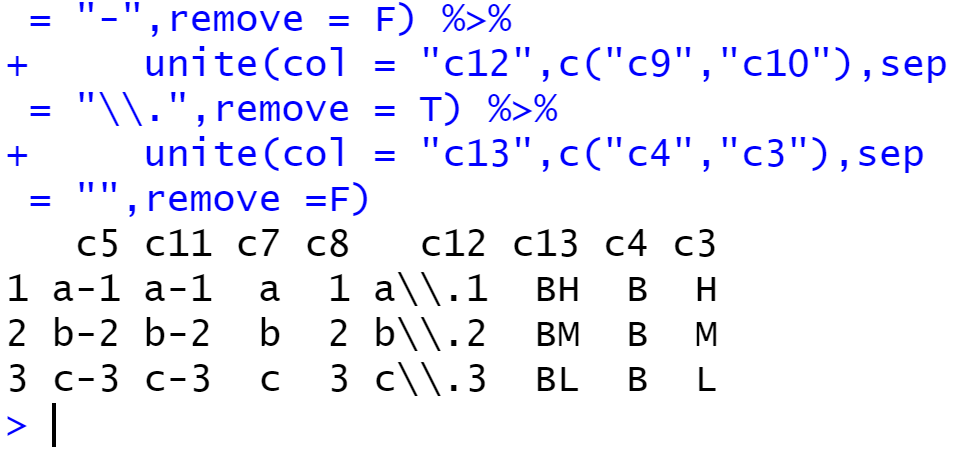 = "-",remove = F) %>%
+     unite(col = "c12",c("c9","c10"),sep
 = "\\.",remove = T) %>%
+     unite(col = "c13",c("c4","c3"),sep
 = "",remove =F)
   c5 c11 c7 c8   c12 c13 c4 c3
1 a-1 a-1  a  1 a\\.1  BH  B  H
2 b-2 b-2  b  2 b\\.2  BM  B  M
3 c-3 c-3  c  3 c\\.3  BL  B  L
>